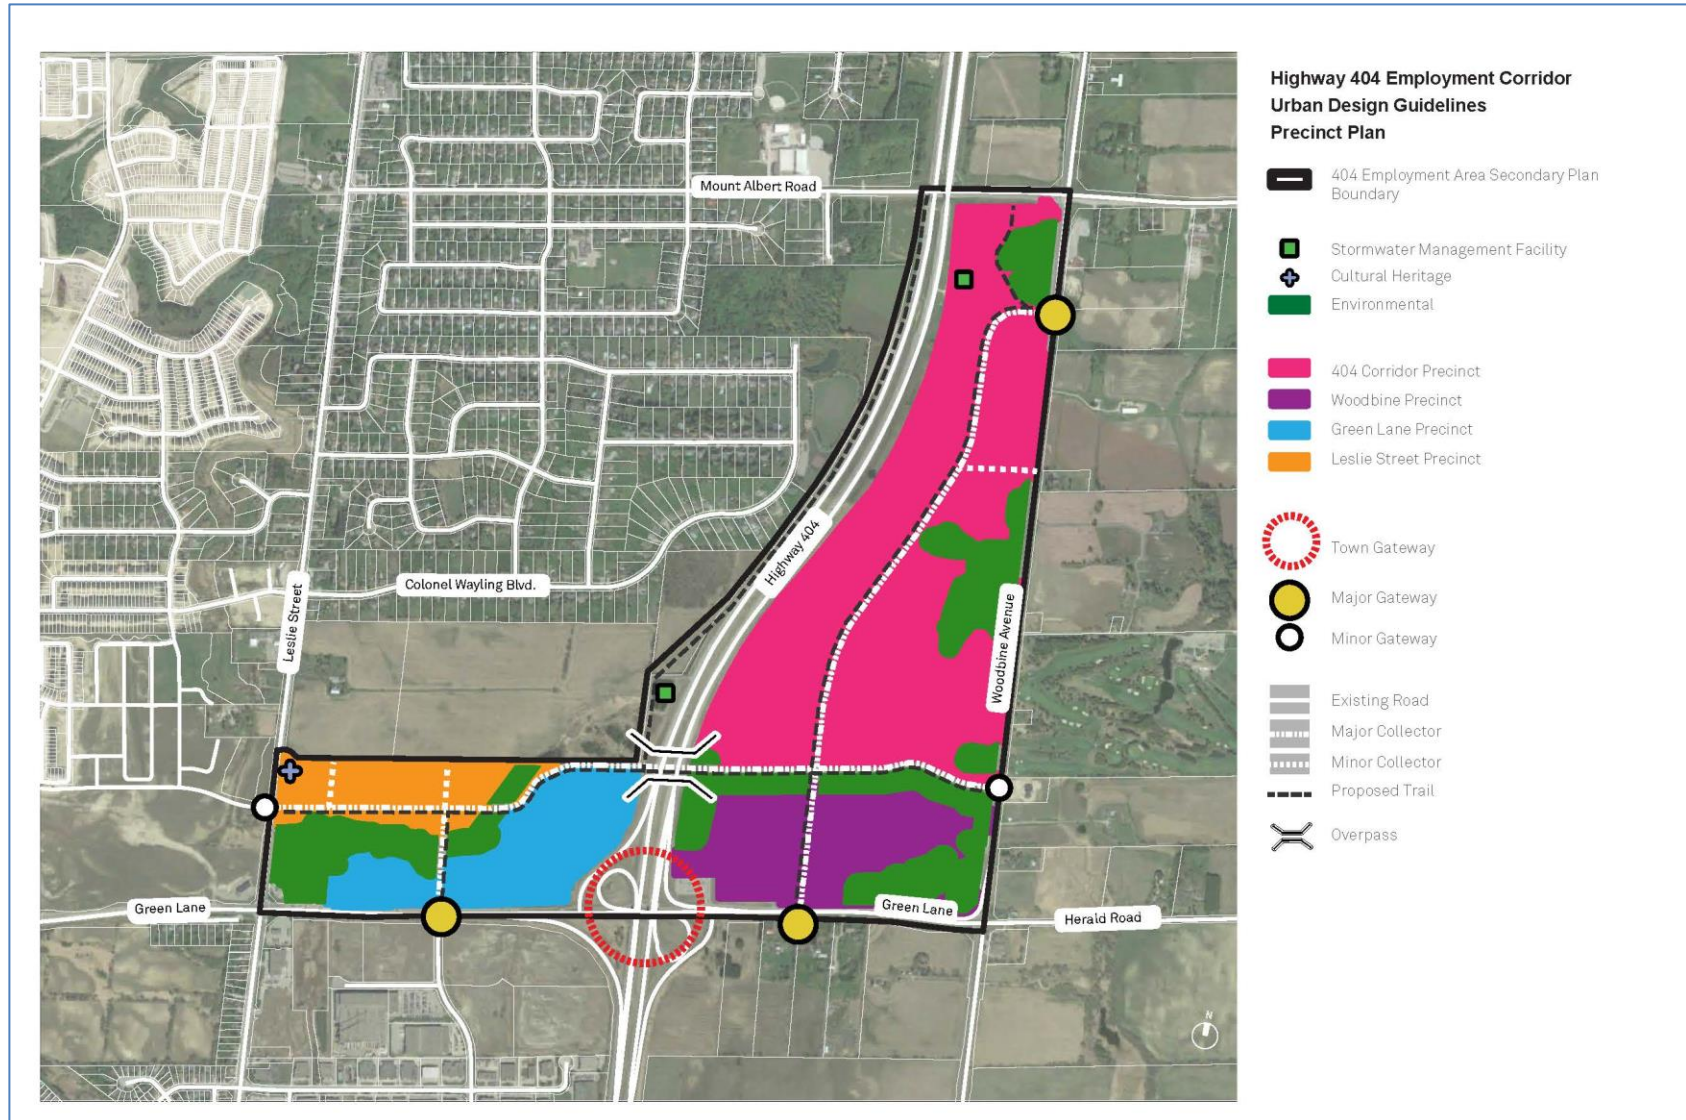 Highway 404 Employment Corridor
Urban Design Guidelines
Precinct Plan
404 Employment Area Secondary Plan
Boundary
Stormwater Management Facility
Cultural Heritage
Environmental
404 Corridor Precinct
Woodbine Precinct
Green Lane Precinct
Leslie Street Precinct
Town Gateway
Major Gateway
Minor Gateway
Existing Road
Major Collector
Minor Collector
Proposed Trail
Overpass
Mount Albert Road
Highway 404
Colonel Wayling Blvd.
Leslie Street
Woodbine Avenue
Green Lane
Green Lane
Herald Road
N